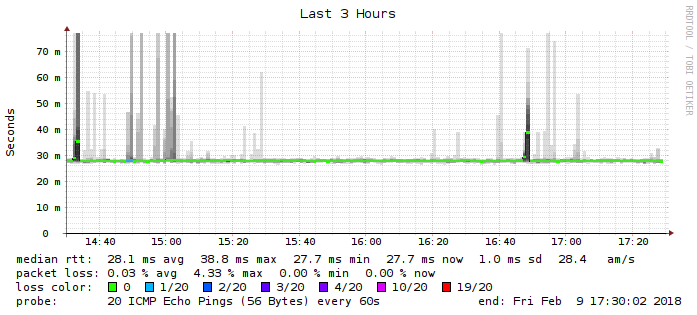 Last 3 Hours
RRDTOOL / TOBI OETIKER
Seconds
70 m
60 m
50 m
40 m
30 m
20 m
10 m
0
14:40 15:00 15:20 15:40 16:00 16:20 16:40 17:00 17:20
median rtt: 28.1 ms avg 38.8 ms max 27.7 ms min 27.7 ms now 1.0 ms sd 28.4 am/s
packet loss: 0.03 % avg 4.33 % max 0.00 % min 0.00 % now
loss color: 0 1/20 2/20 3/20 4/20 10/20 19/20
probe: 20 ICMP Echo Pings (56 Bytes) every 60s end: Fri Feb 9 17:30:02 2018